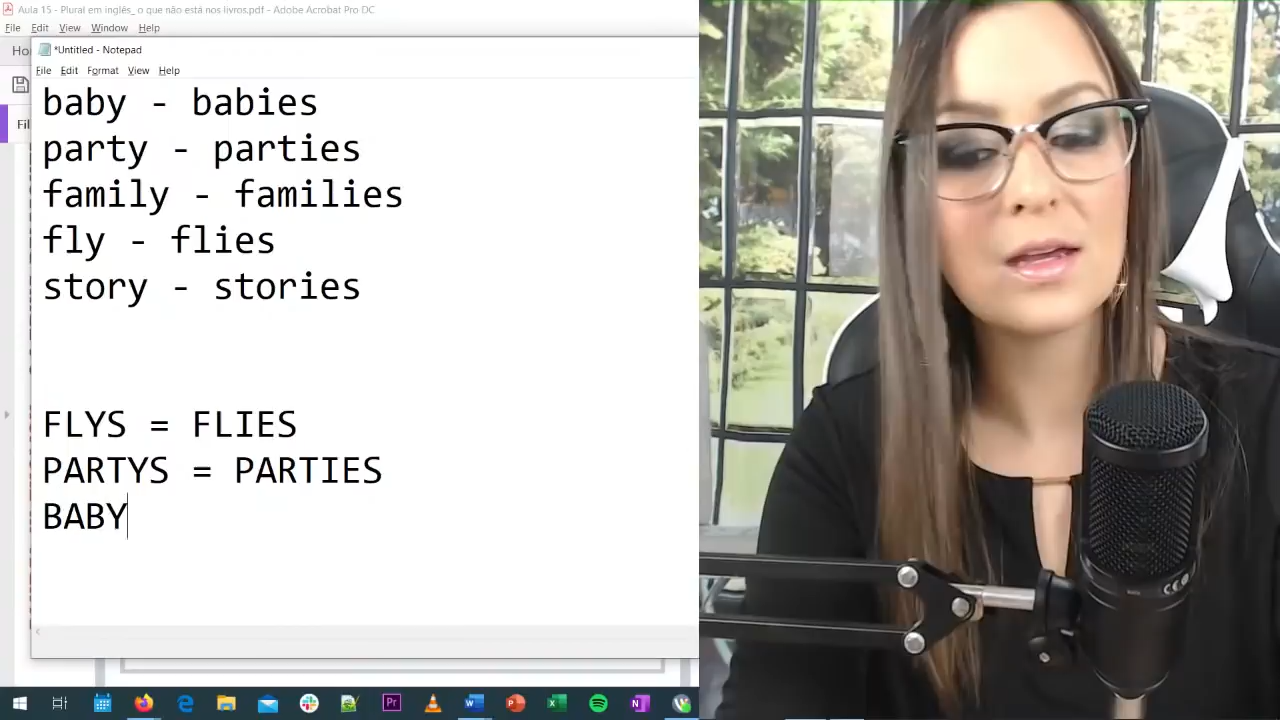 Aula 15 - Plural em inglês_ o que não está nos livros.pdf - Adobe Acrobat Pro DC
File Edit View Window Help
Ho
*Untitled - Notepad
File Edit Format View Help
Fil
baby - babies
party - parties
family - families
fly - flies
story - stories
FLYS = FLIES
PARTYS = PARTIES
BABY